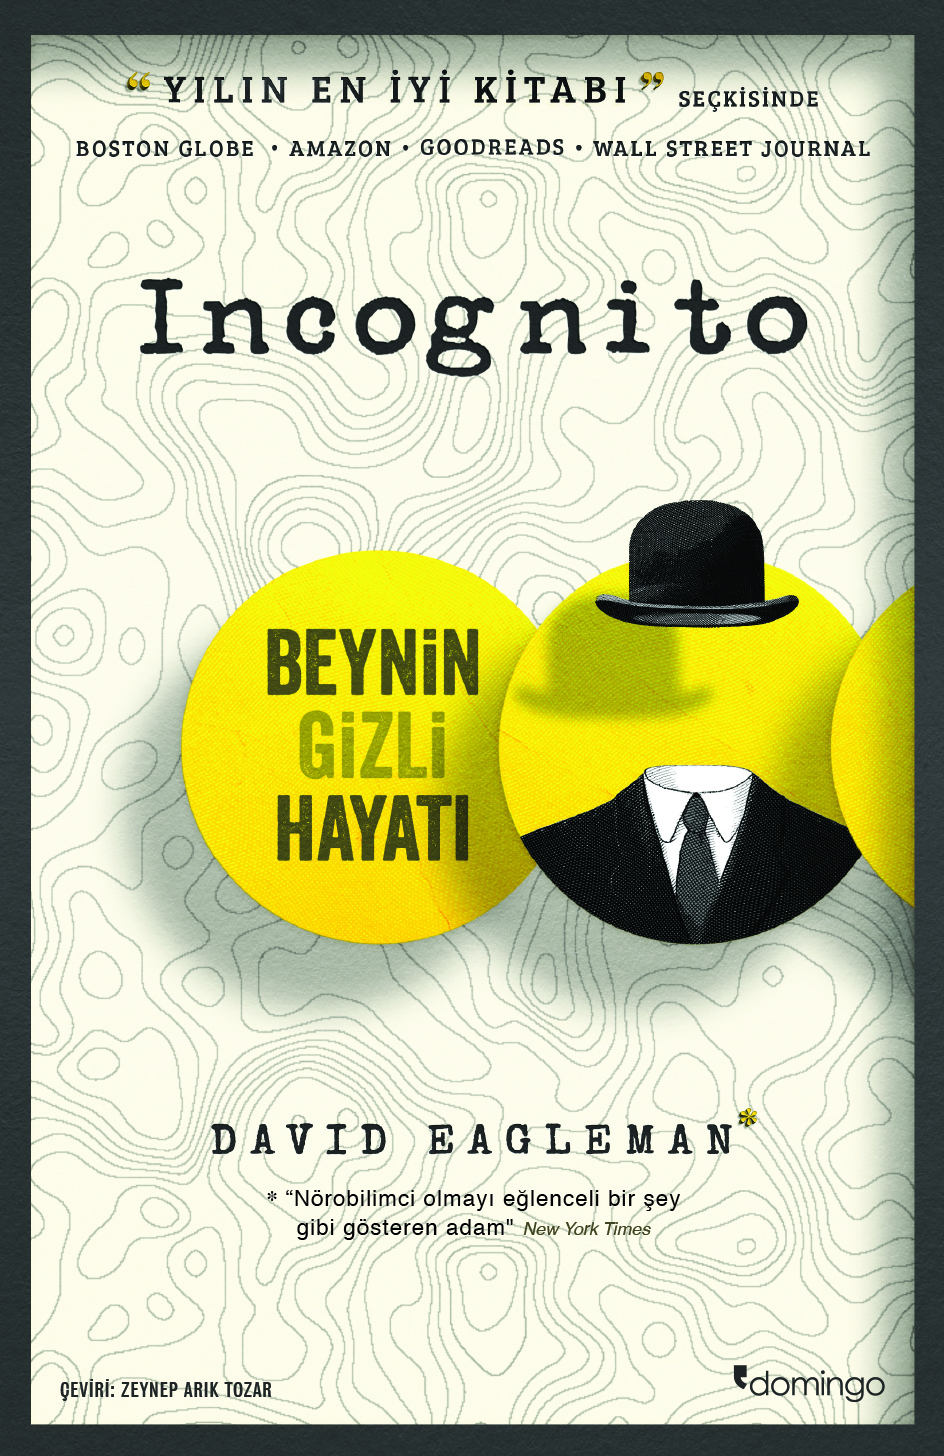 “YILIN EN İYİ KİTABI” SEÇKİSİNDE
BOSTON GLOBE • AMAZON • GOODREADS • WALL STREET JOURNAL
Incognito
BEYNİN
GİZLİ
HAYATI
DAVID EAGLEMAN*
* “Nörobilimci olmayı eğlenceli bir şey
gibi gösteren adam" New York Times
ÇEVİRİ: ZEYNEP ARIK TOZAR
domingo